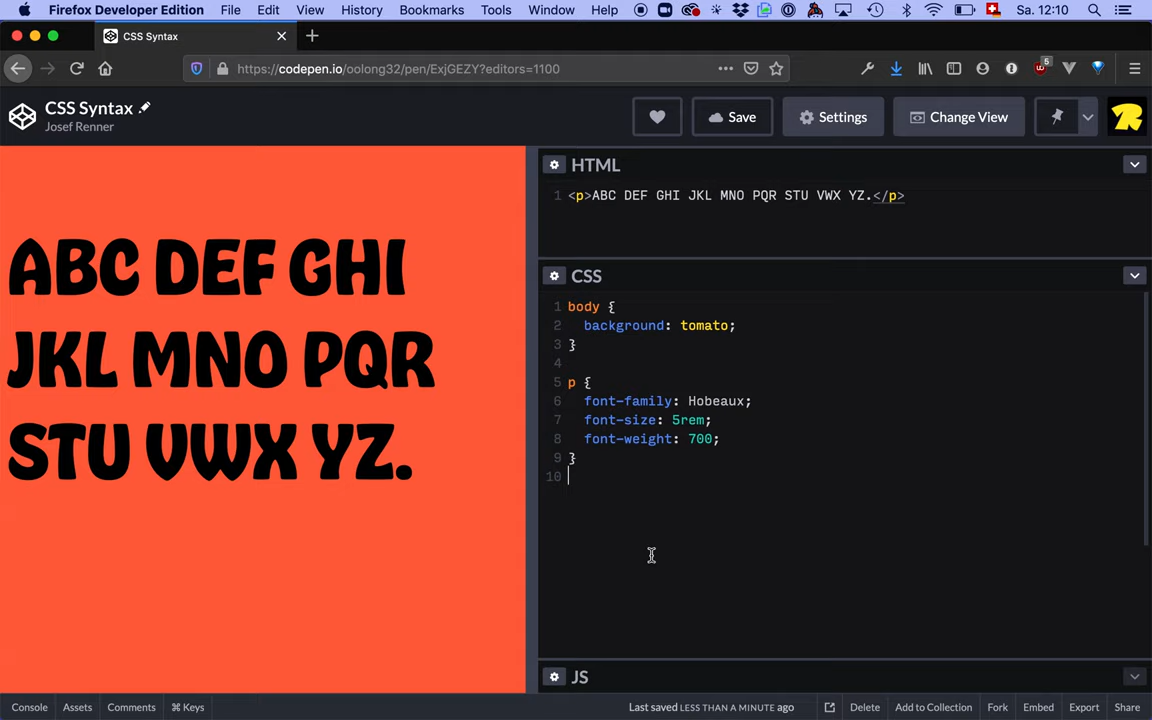 Firefox Developer Edition File Edit View History Bookmarks Tools Window Help Sa. 12:10
CSS Syntax
https://codepen.io/oolong32/pen/ExjGEZY?editors=1100
5
CSS Syntax
Josef Renner
Save Settings Change View
ABC DEF GHI
JKL MNO PQR
STU VWX YZ.
HTML
1 <p>ABC DEF GHI JKL MNO PQR STU VWX YZ.</p>
CSS
1 body {
2 background: tomato;
3 }
4
5 p {
6 font-family: Hobeaux;
7 font-size: 5rem;
8 font-weight: 700;
9 }
10
JS
Console Assets Comments ⌘ Keys Last saved LESS THAN A MINUTE ago Delete Add to Collection Fork Embed Export Share